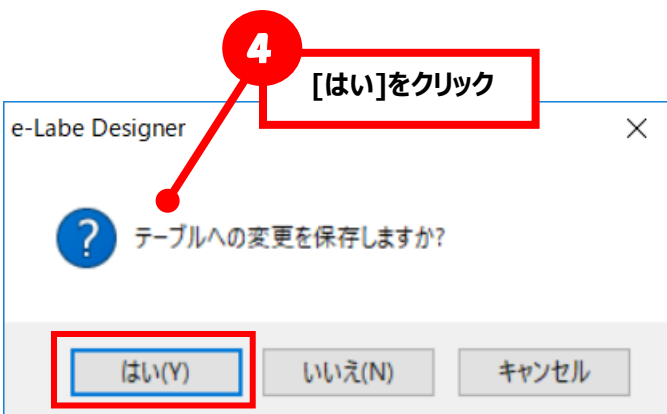 4
[はい]をクリック
e-Labe Designer
テーブルへの変更を保存しますか?
はい(Y)
いいえ(N)
キャンセル